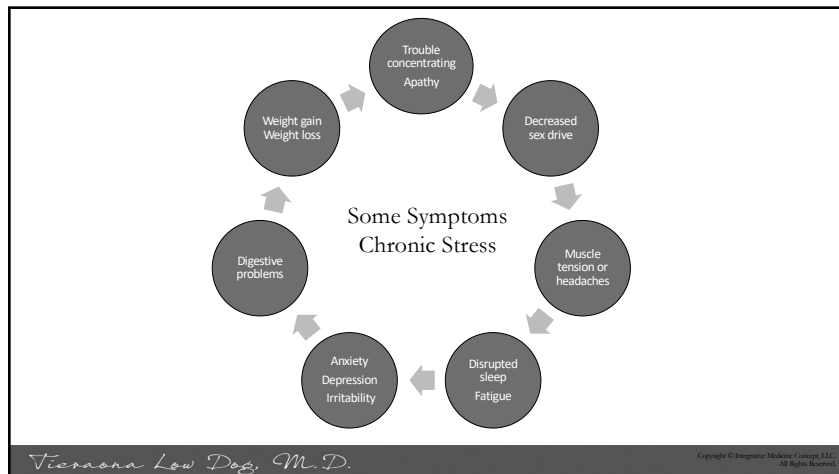 Trouble
concentrating
Apathy
Decreased
sex drive
Muscle
tension or
headaches
Disrupted
sleep
Fatigue
Anxiety
Depression
Irritability
Digestive
problems
Weight gain
Weight loss
Some Symptoms
Chronic Stress
Tieraona Low Dog, M.D.
Copyright © Integrative Medicine Concept, LLC
All Rights Reserved.